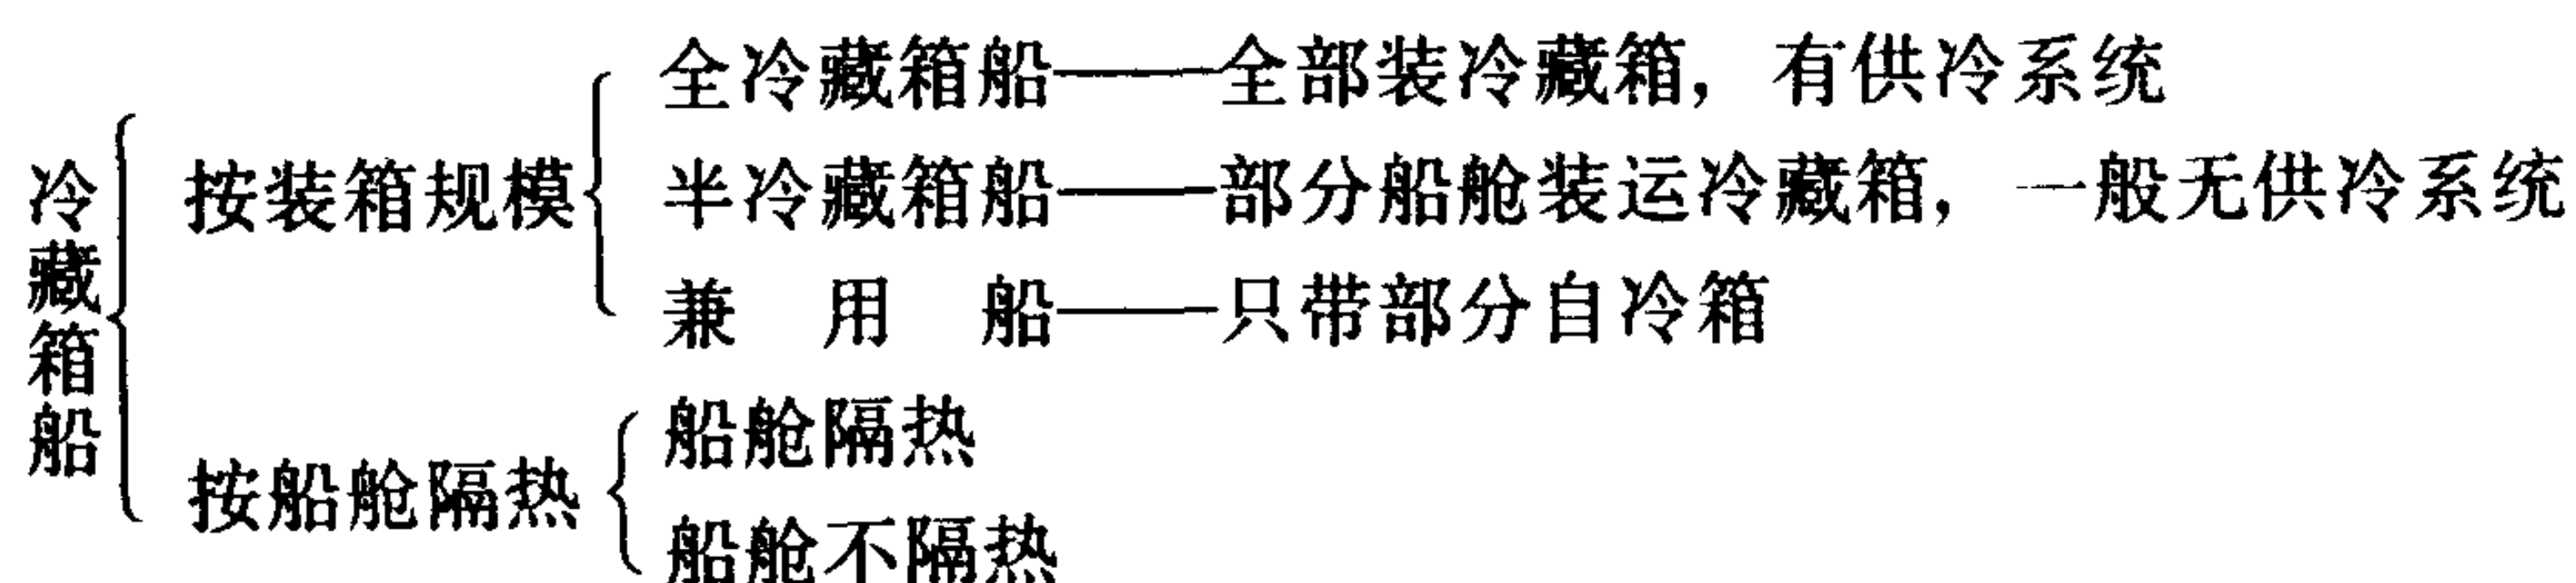 冷藏箱船
按装箱规模
全冷藏箱船——全部装冷藏箱，有供冷系统
半冷藏箱船——部分船舱装运冷藏箱，一般无供冷系统
兼用船——只带部分自冷箱
按船舱隔热
船舱隔热
船舱不隔热